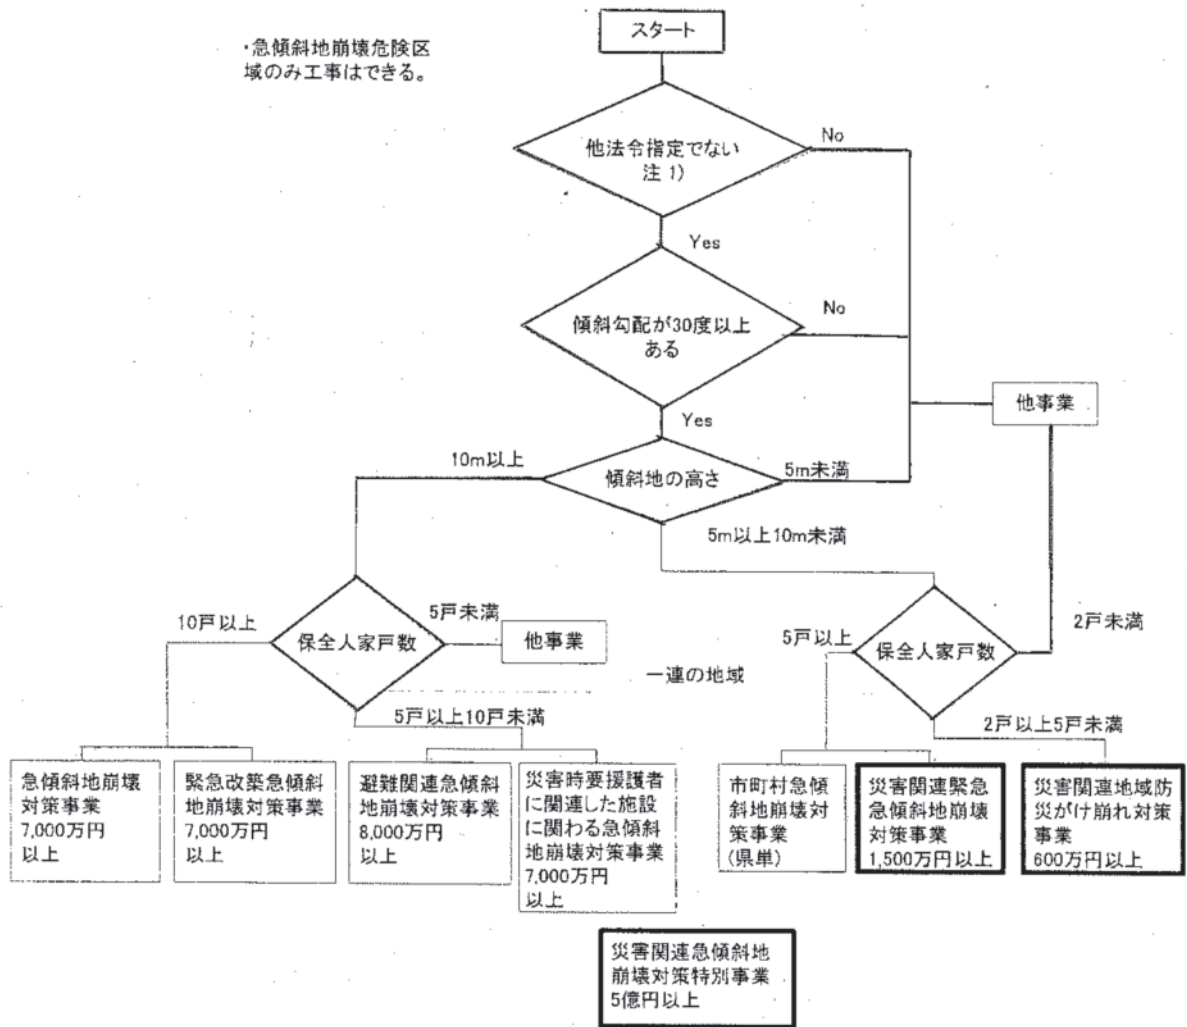 スタート
・急傾斜地崩壊危険区
域のみ工事はできる。
他法令指定でない
注 1)
No
Yes
傾斜勾配が30度以上
ある
No
Yes
他事業
10m以上
傾斜地の高さ
5m未満
5m以上10m未満
10戸以上
保全人家戸数
5戸未満
他事業
一連の地域
5戸以上10戸未満
5戸以上
保全人家戸数
2戸未満
2戸以上5戸未満
急傾斜地崩壊
対策事業
7,000万円
以上
緊急改築急傾斜
地崩壊対策事業
7,000万円
以上
避難関連急傾斜
地崩壊対策事業
8,000万円
以上
災害時要援護者
に関連した施設
に関わる急傾斜
地崩壊対策事業
7,000万円
以上
市町村急傾
斜地崩壊対
策事業
(県単)
災害関連緊急
急傾斜地崩壊
対策事業
1,500万円以上
災害関連地域防
災がけ崩れ対策
事業
600万円以上
災害関連急傾斜地
崩壊対策特別事業
5億円以上